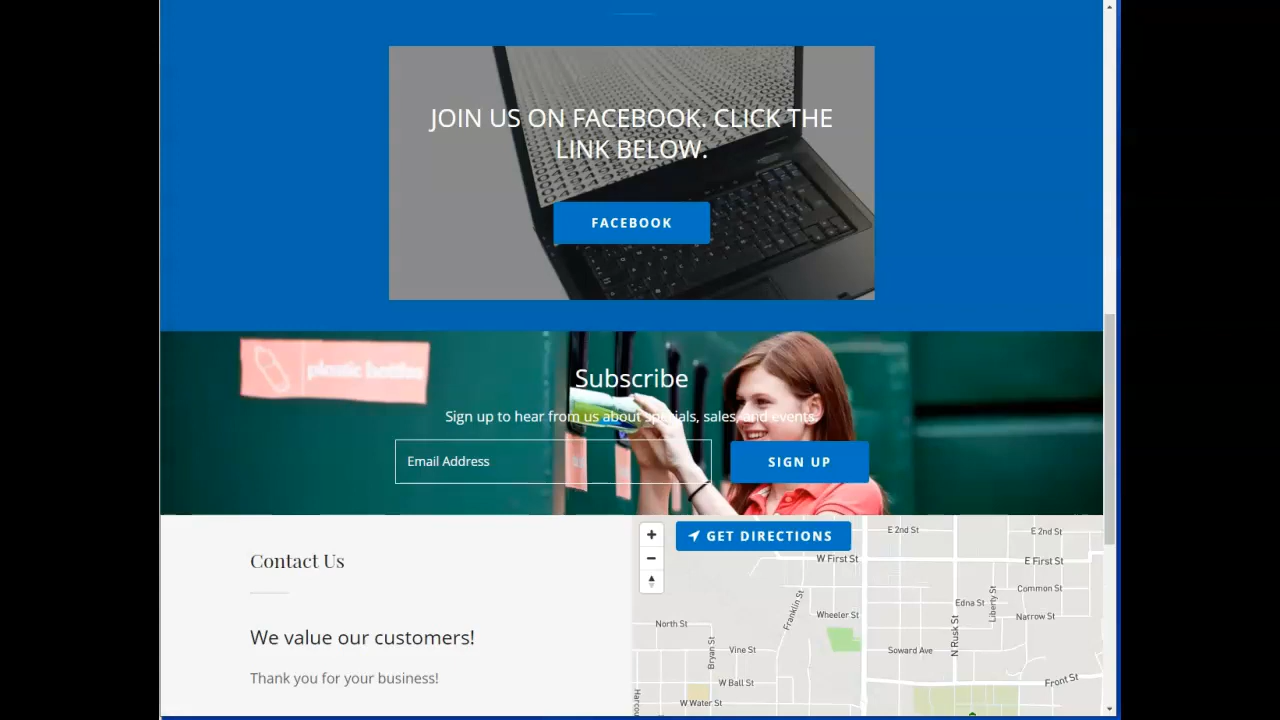 JOIN US ON FACEBOOK. CLICK THE
LINK BELOW.
FACEBOOK
plastic bottles
Subscribe
Sign up to hear from us about specials, sales, and events.
Email Address
SIGN UP
Contact Us
We value our customers!
Thank you for your business!
GET DIRECTIONS
E 2nd St
E 2nd St
W First St
E First St
Common St
Franklin St
Edna St
Liberty St
Wheeler St
Narrow St
North St
N Rusk St
Bryan St
Vine St
Soward Ave
W Ball St
Front St
W Water St